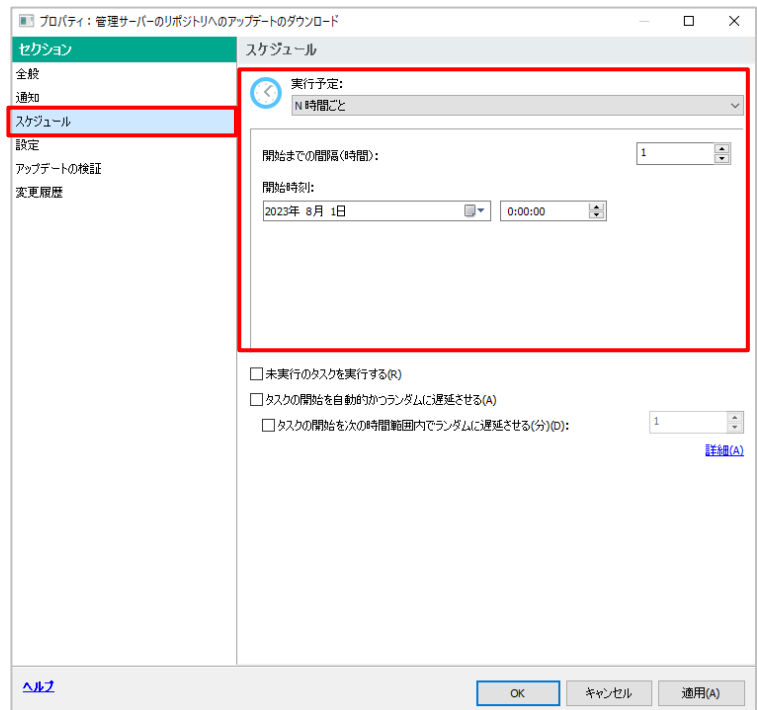 プロパティ：管理サーバーのリポジトリへのアップデートのダウンロード
セクション
全般
通知
スケジュール
設定
アップデートの検証
変更履歴
スケジュール
実行予定:
N 時間ごと
開始までの間隔(時間):
1
開始時刻:
2023年 8月 1日
0:00:00
未実行のタスクを実行する(R)
タスクの開始を自動的かつランダムに遅延させる(A)
タスクの開始を次の時間範囲内でランダムに遅延させる(分)(D):
1
詳細(A)
ヘルプ
OK
キャンセル
適用(A)